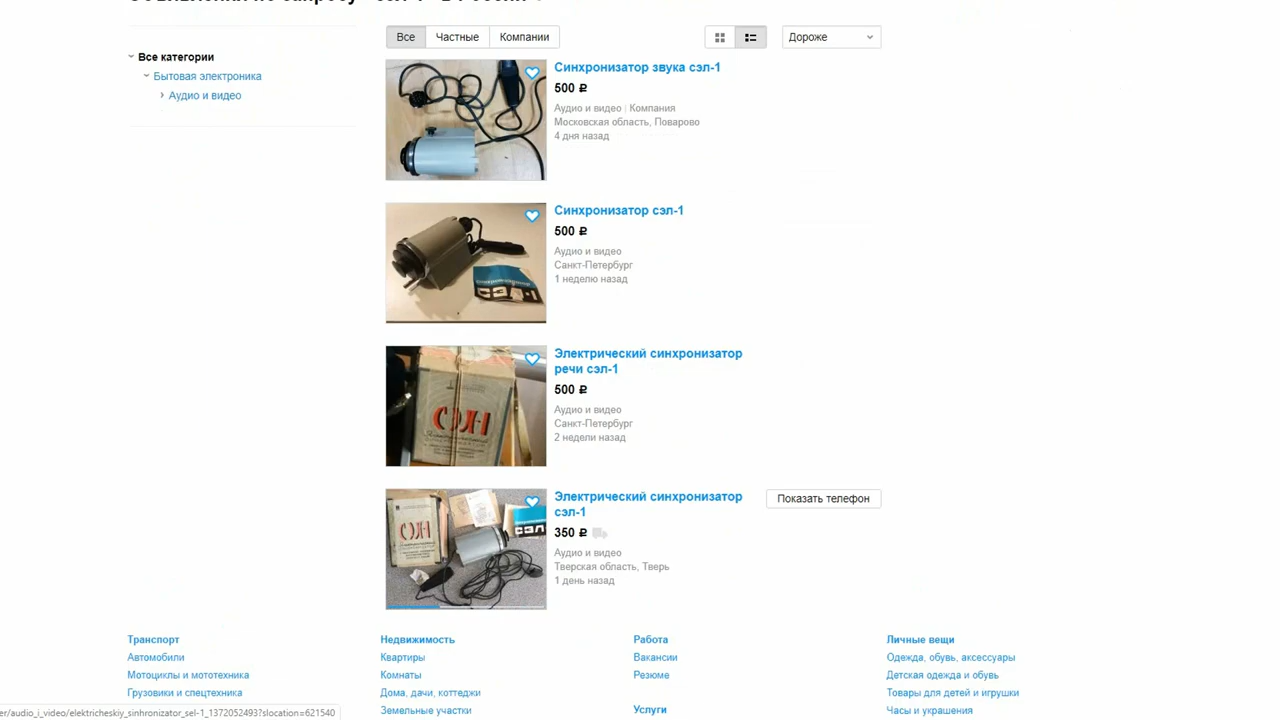 Все
Частные
Компании
Дороже
Все категории
Бытовая электроника
Аудио и видео
Синхронизатор звука сэл-1
500 ₽
Аудио и видео | Компания
Московская область, Поварово
4 дня назад
Синхронизатор сэл-1
500 ₽
Аудио и видео
Санкт-Петербург
1 неделю назад
Электрический синхронизатор
речи сэл-1
500 ₽
Аудио и видео
Санкт-Петербург
2 недели назад
СЭЛ-1
Электрический синхронизатор
сэл-1
350 ₽
Аудио и видео
Тверская область, Тверь
1 день назад
Показать телефон
СЭЛ-1
Транспорт
Автомобили
Мотоциклы и мототехника
Грузовики и спецтехника
Недвижимость
Квартиры
Комнаты
Дома, дачи, коттеджи
Земельные участки
Работа
Вакансии
Резюме
Услуги
Личные вещи
Одежда, обувь, аксессуары
Детская одежда и обувь
Товары для детей и игрушки
Часы и украшения
er/audio_i_video/elektricheskiy_sinhronizator_sel-1_1372052493?slocation=621540